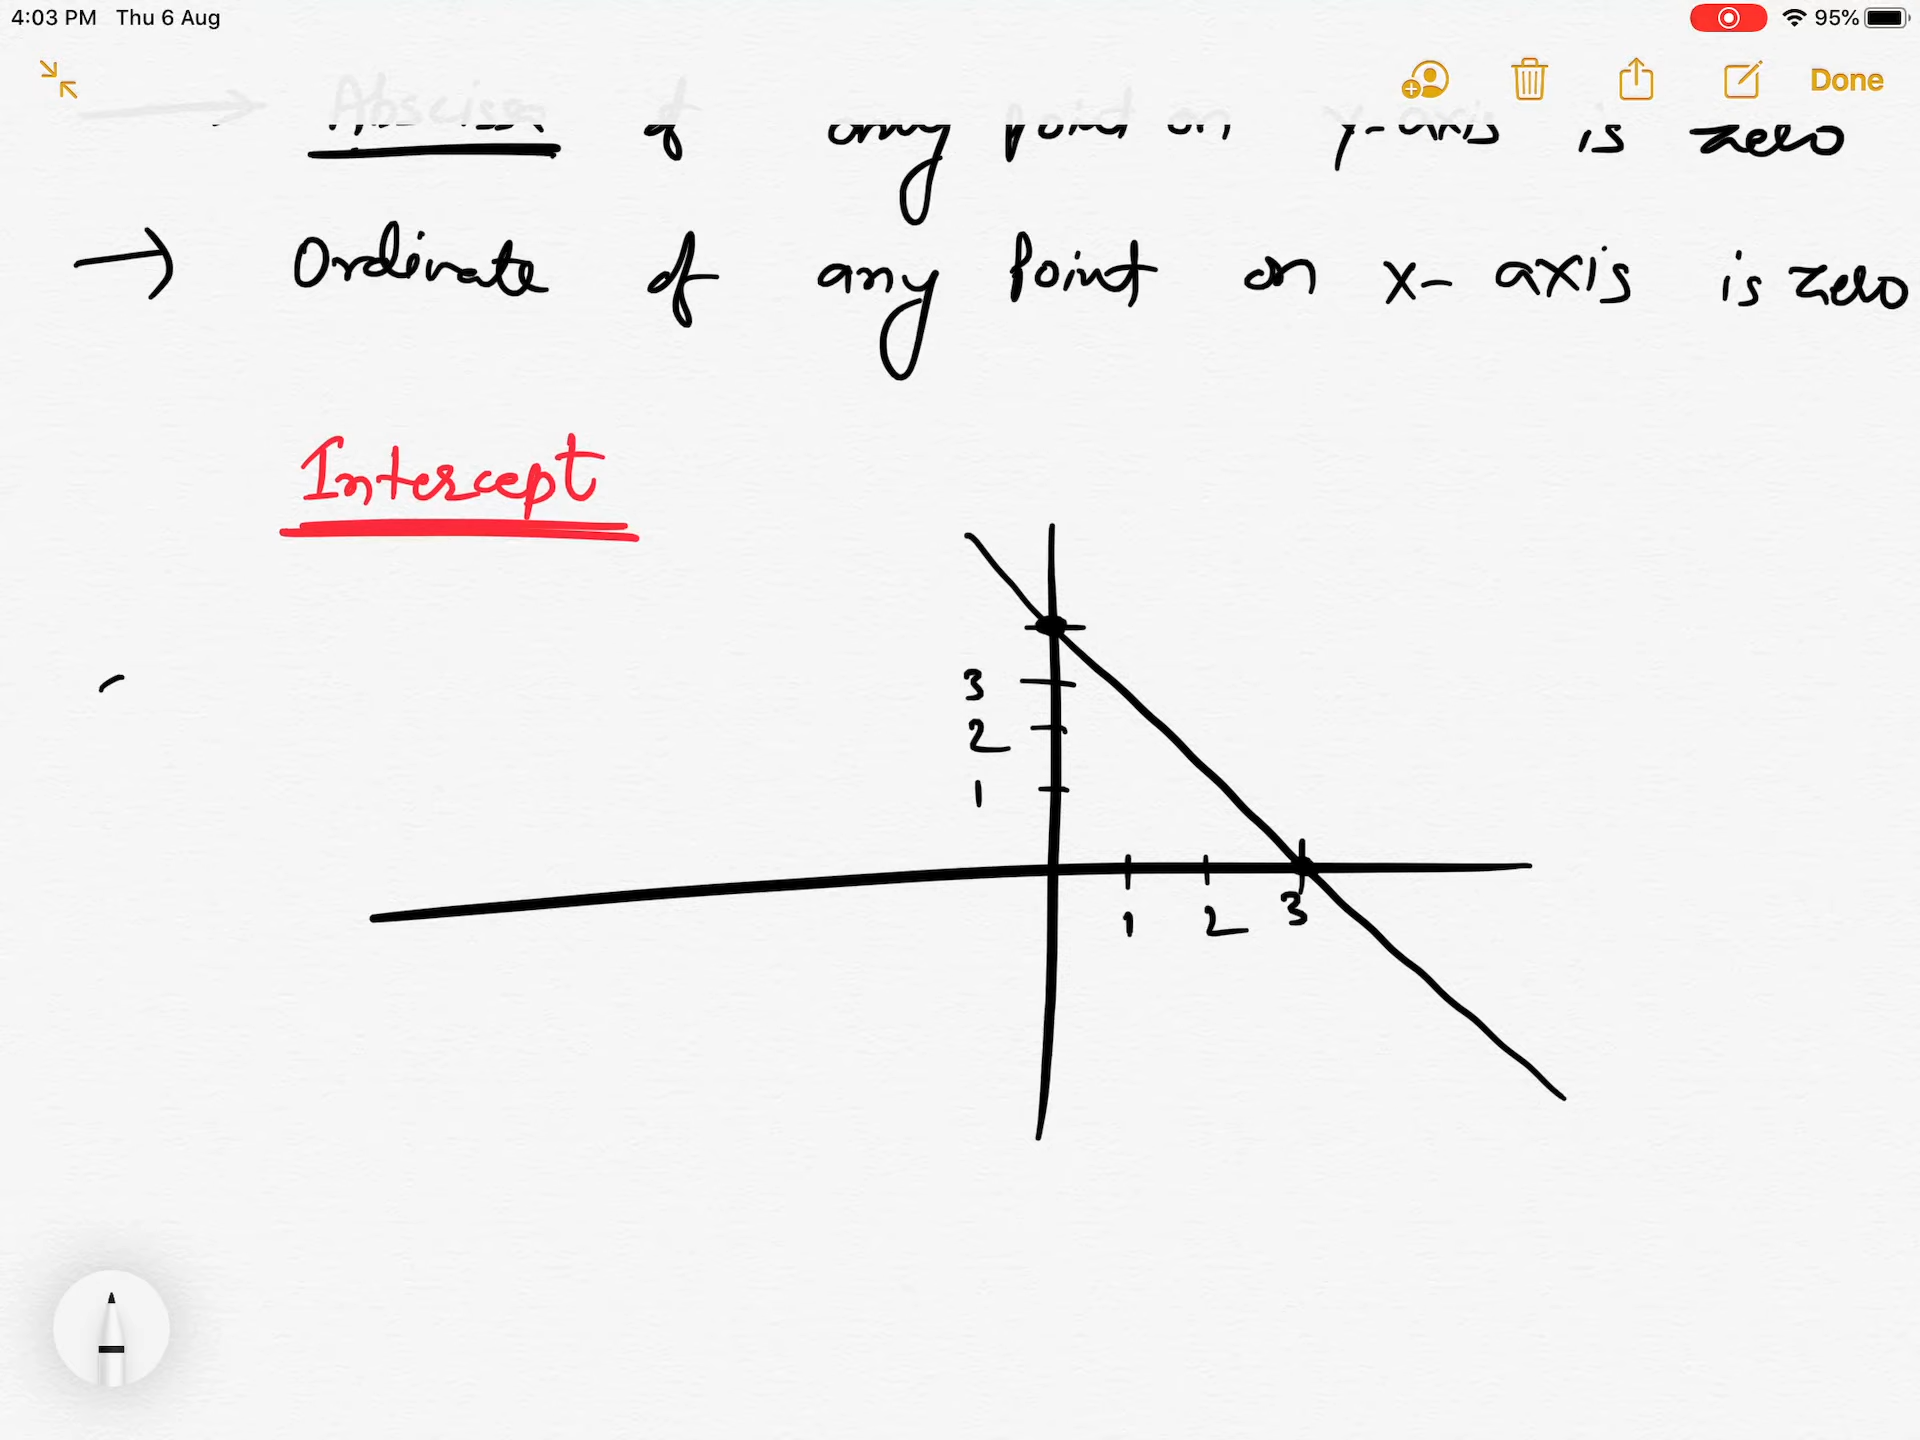 4:03 PM Thu 6 Aug 95%
Done
Abscissa of any point on y-axis is zero
→ Ordinate of any point on x-axis is zero
Intercept
3
2
1
1 2 3